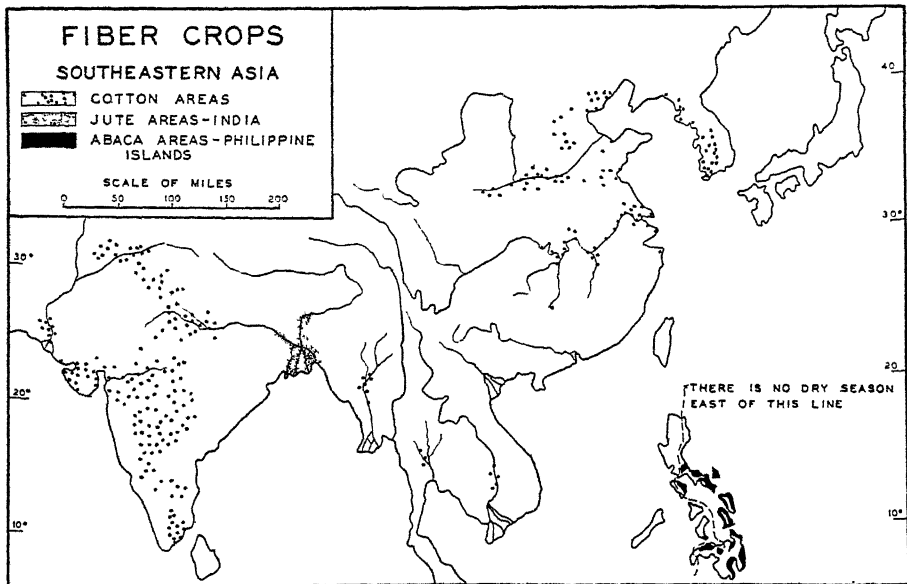 FIBER CROPS
SOUTHEASTERN ASIA
COTTON AREAS
JUTE AREAS-INDIA
ABACA AREAS-PHILIPPINE
ISLANDS
SCALE OF MILES
0 50 100 150 200
40
30°
30°
20
20°
THERE IS NO DRY SEASON
EAST OF THIS LINE
10°
10°